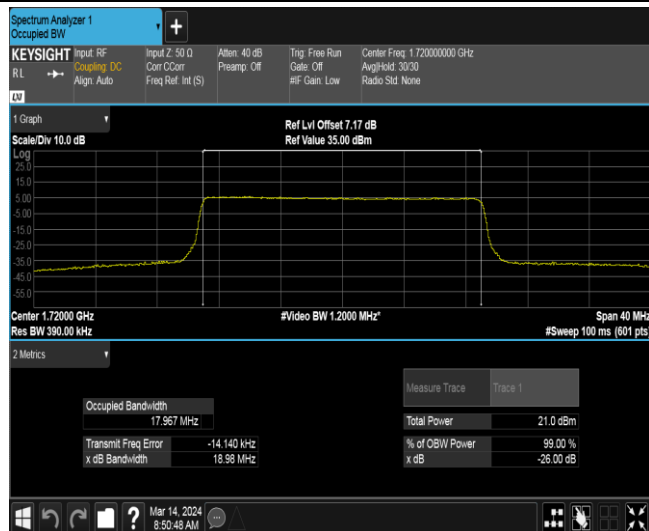 Spectrum Analyzer 1
Occupied BW
KEYSIGHT
RL
Input: RF
Coupling: DC
Align: Auto
Input Z: 50 Ω
Corr CCorr
Freq Ref: Int (S)
Atten: 40 dB
Preamp: Off
Trig: Free Run
Gate: Off
#IF Gain: Low
Center Freq: 1.720000000 GHz
Avg|Hold: 30/30
Radio Std: None
1 Graph
Scale/Div 10.0 dB
Ref Lvl Offset 7.17 dB
Ref Value 35.00 dBm
Log
25.0
15.0
5.00
-5.00
-15.0
-25.0
-35.0
-45.0
-55.0
Center 1.72000 GHz
Res BW 390.00 kHz
#Video BW 1.2000 MHz*
Span 40 MHz
#Sweep 100 ms (601 pts)
2 Metrics
Measure Trace Trace 1
Occupied Bandwidth
17.967 MHz
Total Power 21.0 dBm
Transmit Freq Error -14.140 kHz
% of OBW Power 99.00 %
x dB Bandwidth 18.98 MHz
x dB -26.00 dB
Mar 14, 2024
8:50:48 AM